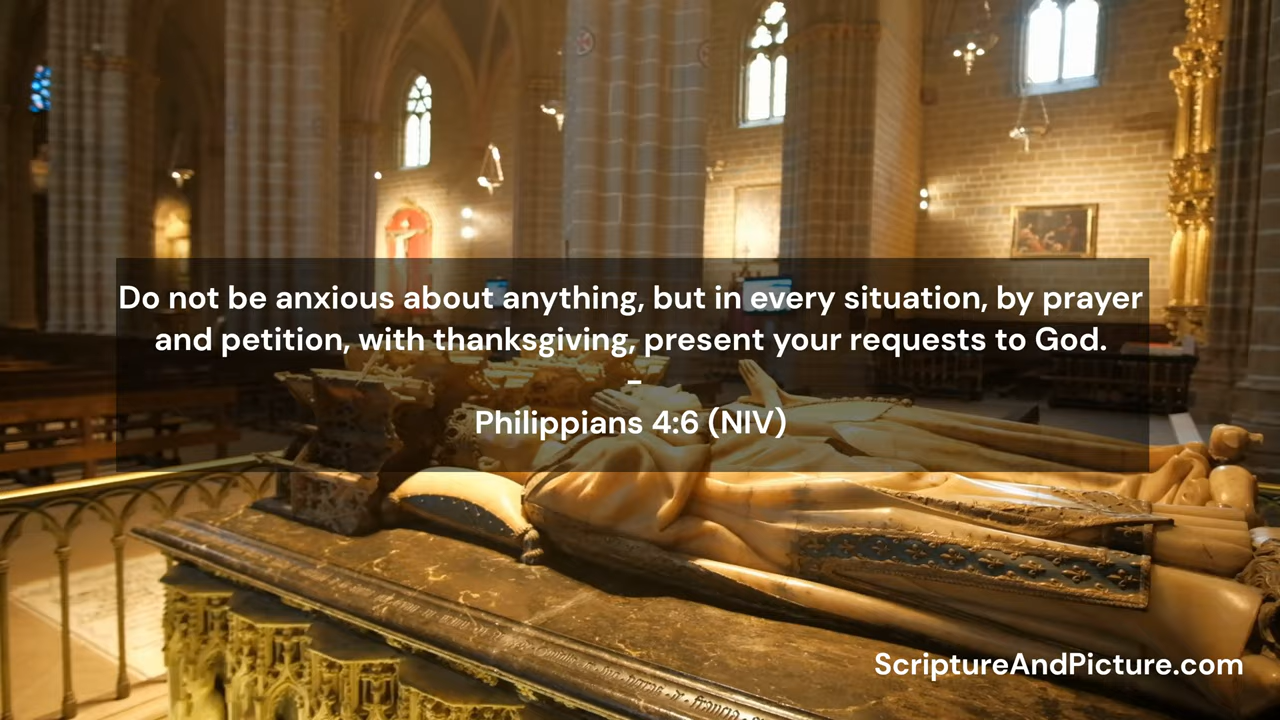 Do not be anxious about anything, but in every situation, by prayer
and petition, with thanksgiving, present your requests to God.
–
Philippians 4:6 (NIV)
ScriptureAndPicture.com